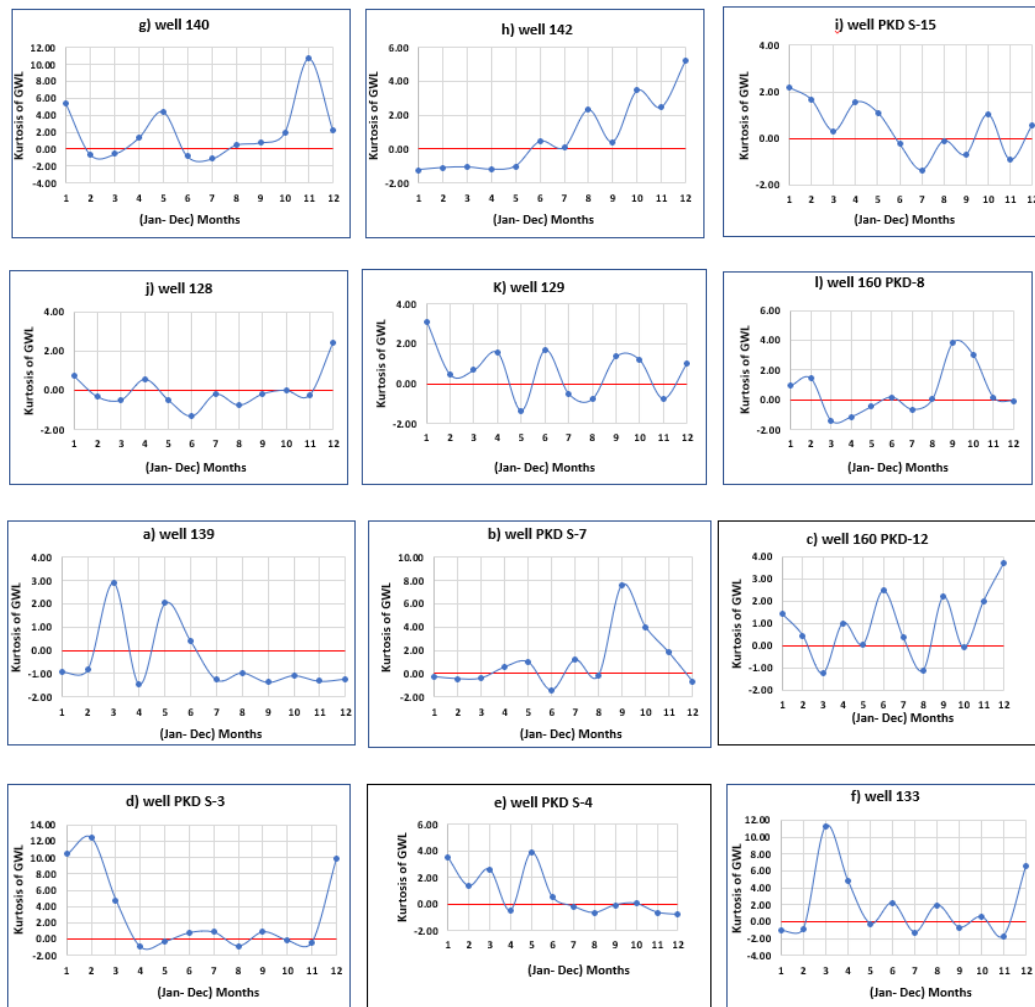 g) well 140
Kurtosis of GWL
12.00
10.00
8.00
6.00
4.00
2.00
0.00
-2.00
-4.00
1 2 3 4 5 6 7 8 9 10 11 12
(Jan- Dec) Months
h) well 142
Kurtosis of GWL
6.00
4.00
2.00
0.00
-2.00
1 2 3 4 5 6 7 8 9 10 11 12
(Jan- Dec) Months
i) well PKD S-15
Kurtosis of GWL
4.00
2.00
0.00
-2.00
1 2 3 4 5 6 7 8 9 10 11 12
(Jan- Dec) Months
j) well 128
Kurtosis of GWL
4.00
2.00
0.00
-2.00
1 2 3 4 5 6 7 8 9 10 11 12
(Jan- Dec) Months
K) well 129
Kurtosis of GWL
4.00
2.00
0.00
-2.00
1 2 3 4 5 6 7 8 9 10 11 12
(Jan- Dec) Months
l) well 160 PKD-8
Kurtosis of GWL
6.00
4.00
2.00
0.00
-2.00
1 2 3 4 5 6 7 8 9 10 11 12
(Jan- Dec) Months
a) well 139
Kurtosis of GWL
4.00
3.00
2.00
1.00
0.00
-1.00
-2.00
1 2 3 4 5 6 7 8 9 10 11 12
(Jan- Dec) Months
b) well PKD S-7
Kurtosis of GWL
10.00
8.00
6.00
4.00
2.00
0.00
-2.00
1 2 3 4 5 6 7 8 9 10 11 12
(Jan- Dec) Months
c) well 160 PKD-12
Kurtosis of GWL
4.00
3.00
2.00
1.00
0.00
-1.00
-2.00
1 2 3 4 5 6 7 8 9 10 11 12
(Jan- Dec) Months
d) well PKD S-3
Kurtosis of GWL
14.00
12.00
10.00
8.00
6.00
4.00
2.00
0.00
-2.00
1 2 3 4 5 6 7 8 9 10 11 12
(Jan- Dec) Months
e) well PKD S-4
Kurtosis of GWL
6.00
4.00
2.00
0.00
-2.00
1 2 3 4 5 6 7 8 9 10 11 12
(Jan- Dec) Months
f) well 133
Kurtosis of GWL
12.00
10.00
8.00
6.00
4.00
2.00
0.00
-2.00
-4.00
1 2 3 4 5 6 7 8 9 10 11 12
(Jan- Dec) Months